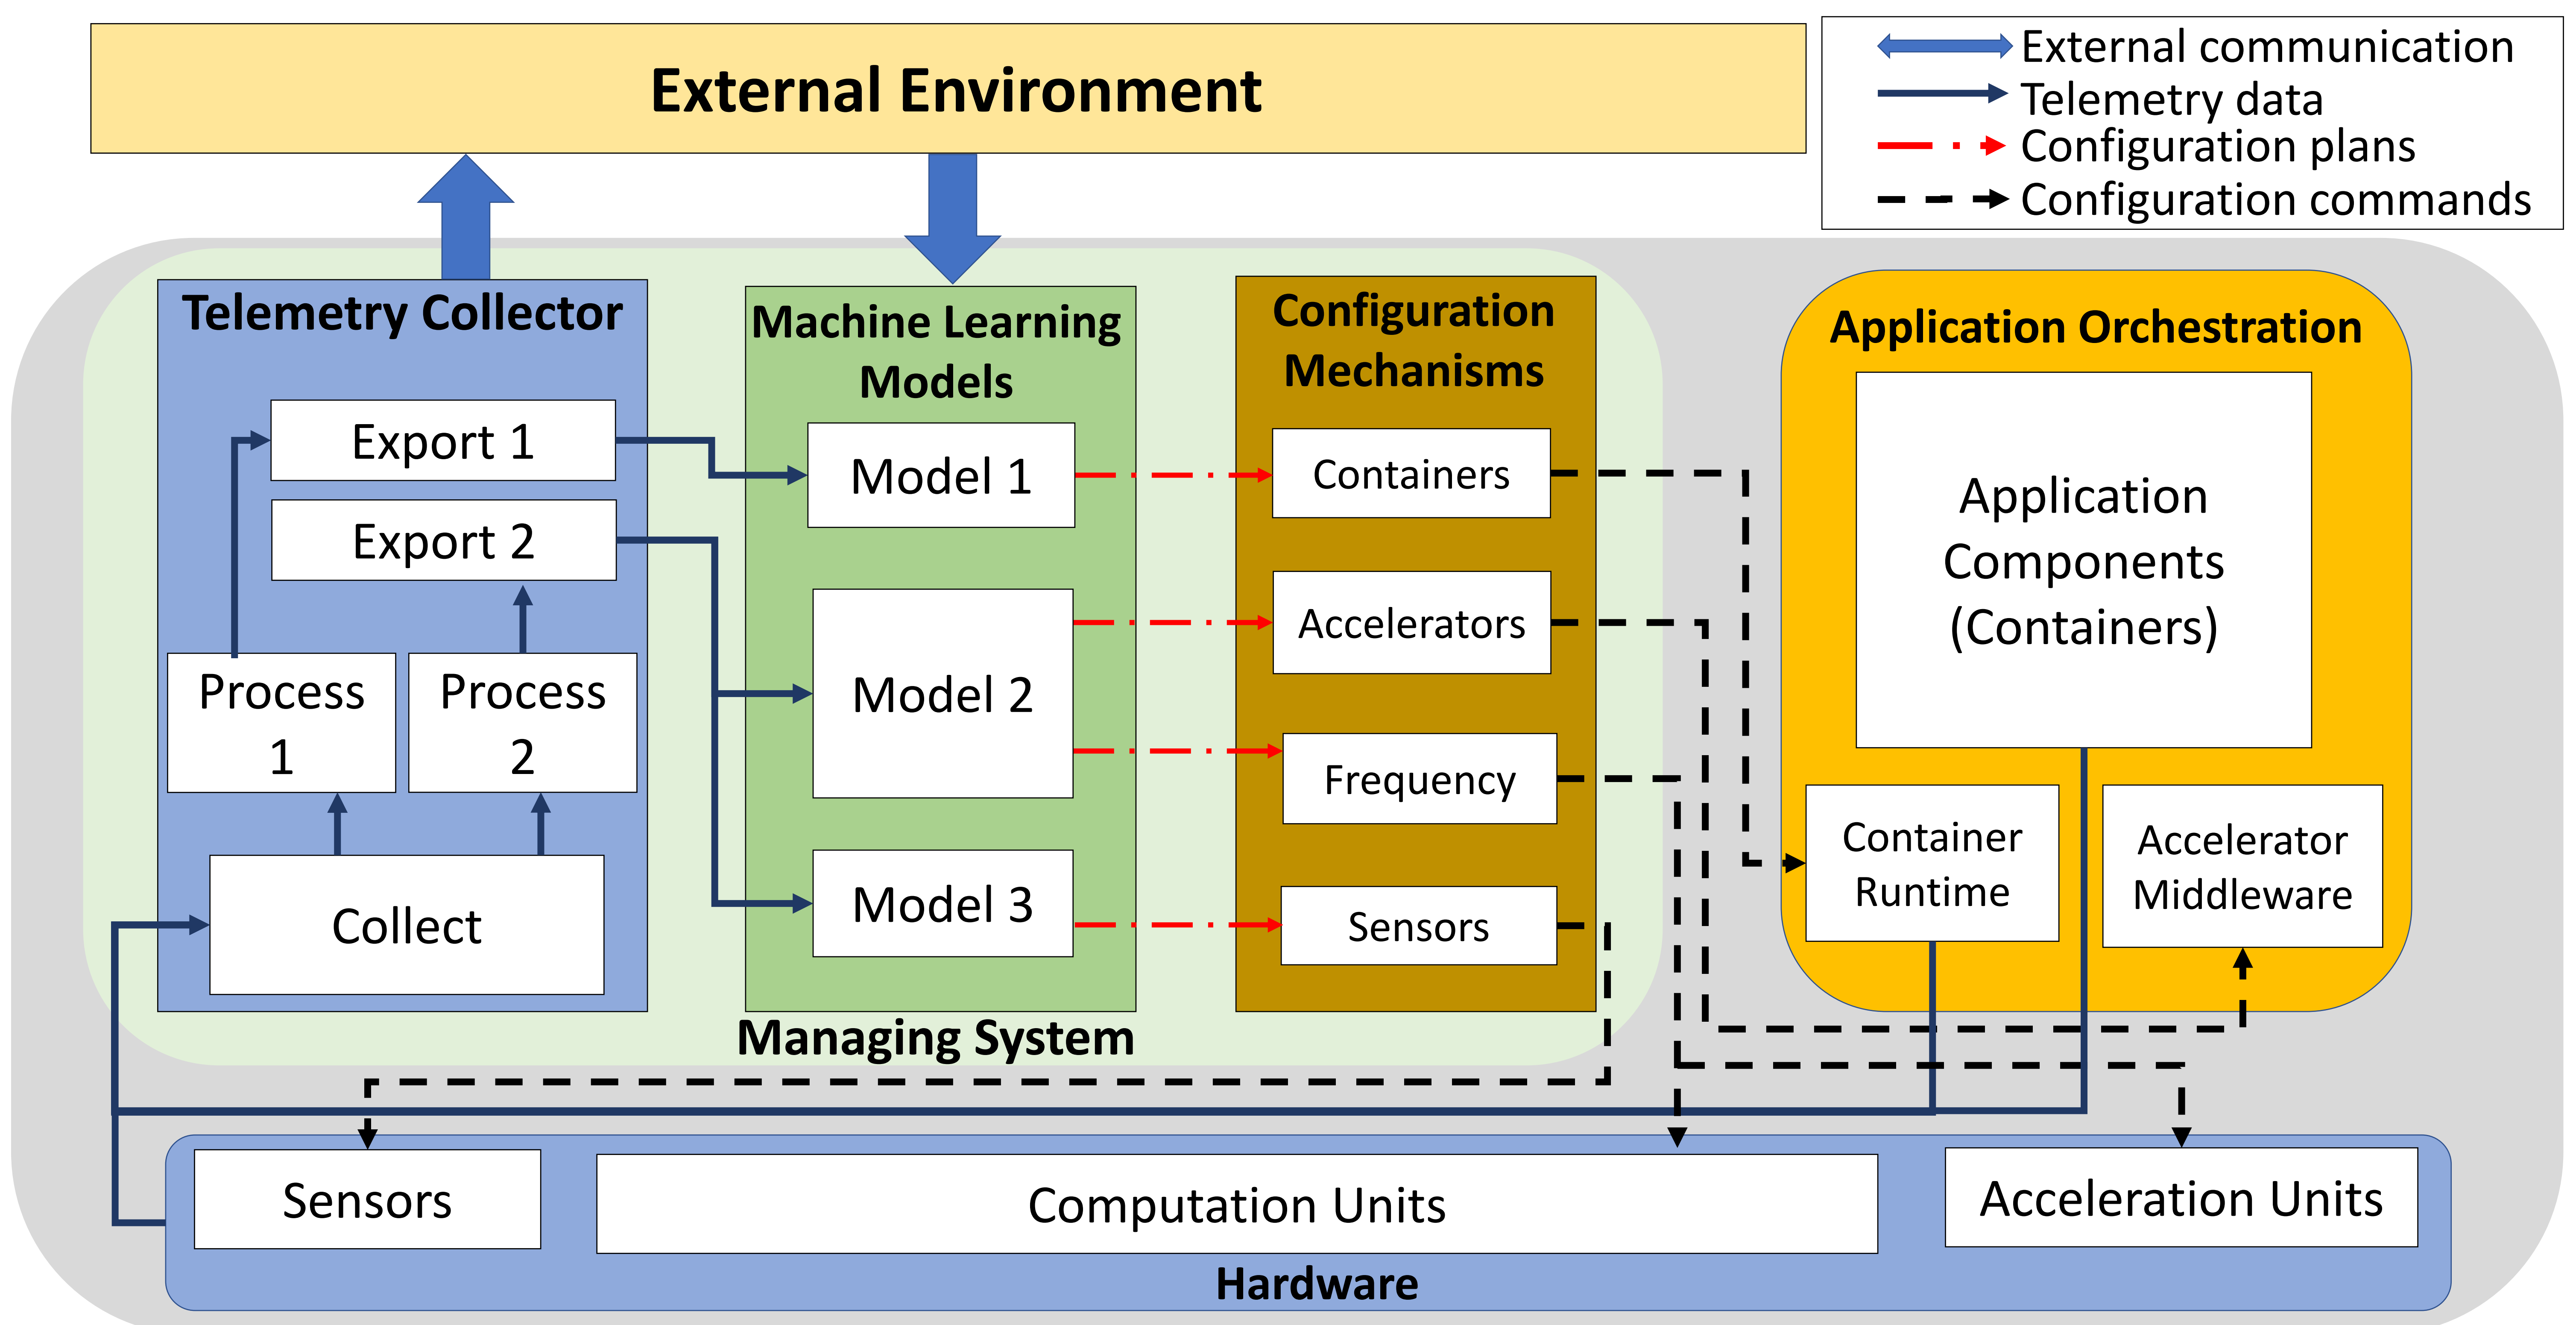 External Environment
External communication
Telemetry data
Configuration plans
Configuration commands
Telemetry Collector
Export 1
Export 2
Process
1
Process
2
Collect
Machine Learning
Models
Model 1
Model 2
Model 3
Configuration
Mechanisms
Containers
Accelerators
Frequency
Sensors
Managing System
Application Orchestration
Application
Components
(Containers)
Container
Runtime
Accelerator
Middleware
Sensors
Computation Units
Acceleration Units
Hardware